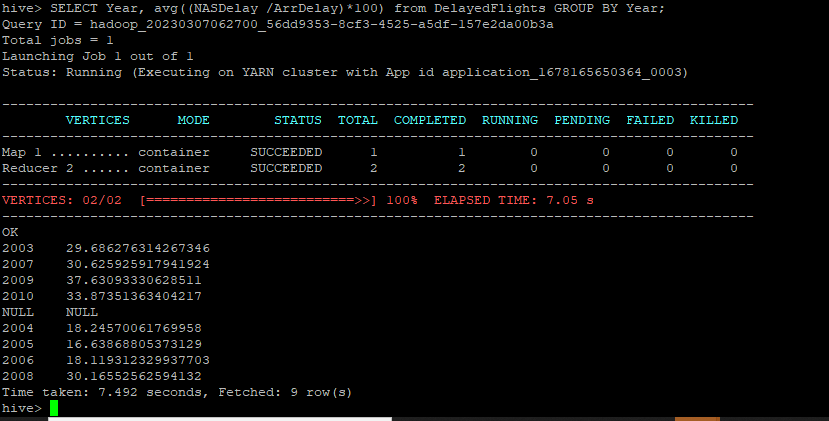 hive> SELECT Year, avg((NASDelay /ArrDelay)*100) from DelayedFlights GROUP BY Year;
Query ID = hadoop_20230307062700_56dd9353-8cf3-4525-a5df-157e2da00b3a
Total jobs = 1
Launching Job 1 out of 1
Status: Running (Executing on YARN cluster with App id application_1678165650364_0003)
----------------------------------------------------------------------------------------------
VERTICES MODE STATUS TOTAL COMPLETED RUNNING PENDING FAILED KILLED
----------------------------------------------------------------------------------------------
Map 1 .......... container SUCCEEDED 1 1 0 0 0 0
Reducer 2 ...... container SUCCEEDED 2 2 0 0 0 0
----------------------------------------------------------------------------------------------
VERTICES: 02/02 [==========================>>] 100% ELAPSED TIME: 7.05 s
----------------------------------------------------------------------------------------------
OK
2003 29.686276314267346
2007 30.625925917941924
2009 37.63093330628511
2010 33.87351363404217
NULL NULL
2004 18.24570061769958
2005 16.63868805373129
2006 18.119312329937703
2008 30.16552562594132
Time taken: 7.492 seconds, Fetched: 9 row(s)
hive>